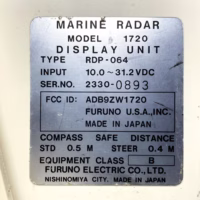 MARINE RADAR
MODEL 1720
DISPLAY UNIT
TYPE RDP-064
INPUT 10.0~31.2VDC
SER.NO. 2330-0893
FCC ID: ADB9ZW1720
FURUNO U.S.A., INC.
MADE IN JAPAN
COMPASS SAFE DISTANCE
STD 0.5 M STEER 0.4 M
EQUIPMENT CLASS B
FURUNO ELECTRIC CO., LTD.
NISHINOMIYA CITY, MADE IN JAPAN